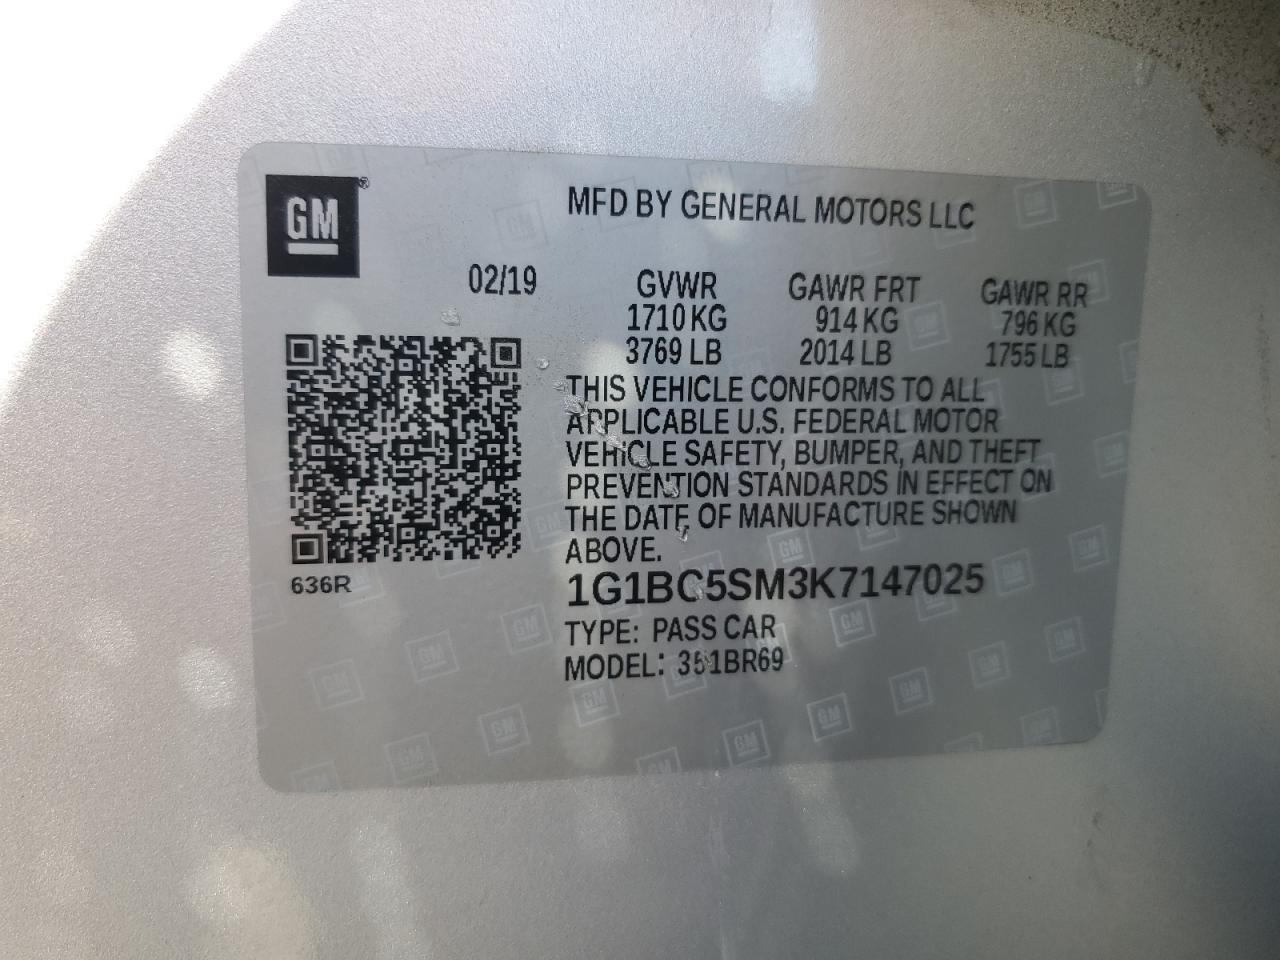 GM®
MFD BY GENERAL MOTORS LLC
02/19 GVWR GAWR FRT GAWR RR
1710 KG 914 KG 796 KG
3769 LB 2014 LB 1755 LB
THIS VEHICLE CONFORMS TO ALL
APPLICABLE U.S. FEDERAL MOTOR
VEHICLE SAFETY, BUMPER, AND THEFT
PREVENTION STANDARDS IN EFFECT ON
THE DATE OF MANUFACTURE SHOWN
ABOVE.
636R
1G1BC5SM3K7147025
TYPE: PASS CAR
MODEL: 351BR69